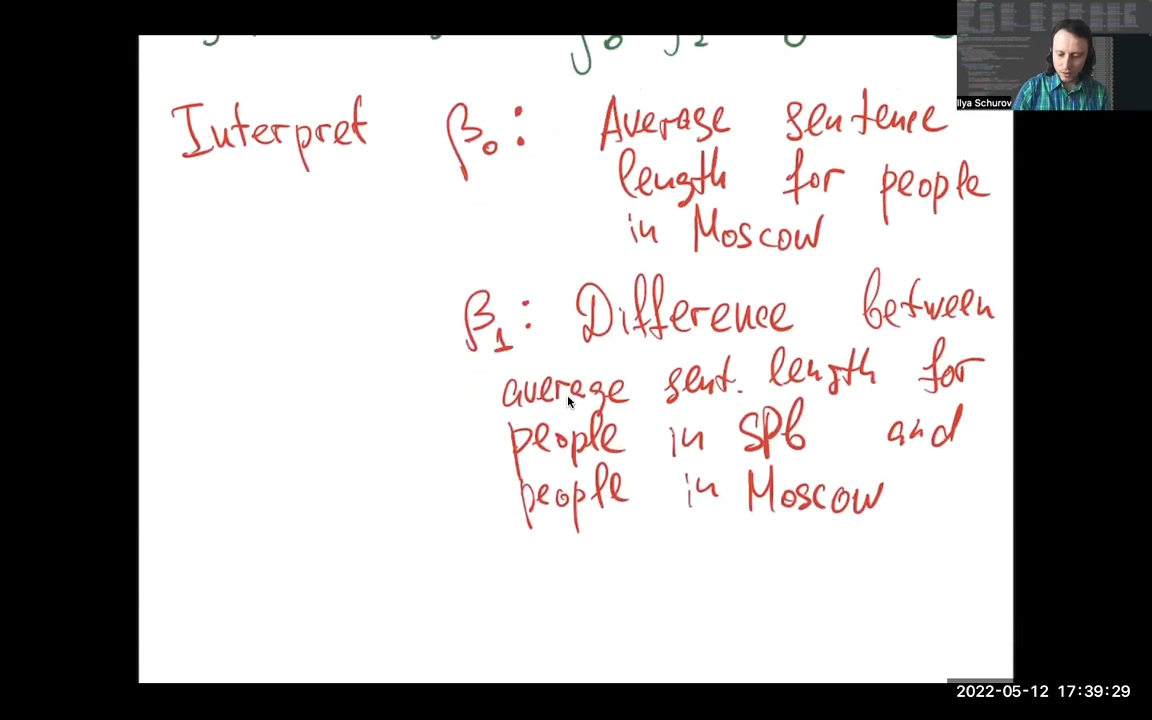 Interpret β₀: Average sentence
length for people
in Moscow
β₁: Difference between
average sent. length for
people in SPb and
people in Moscow
Ilya Schurov
2022-05-12 17:39:29